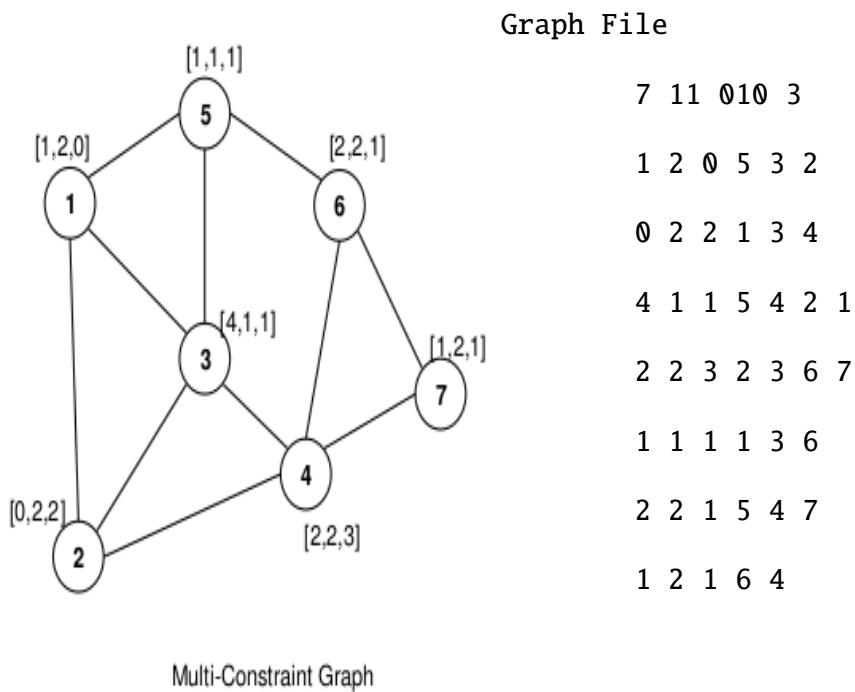 Graph File
7 11 010 3
1 2 0 5 3 2
0 2 2 1 3 4
4 1 1 5 4 2 1
2 2 3 2 3 6 7
1 1 1 1 3 6
2 2 1 5 4 7
1 2 1 6 4
[1,1,1]
5
[1,2,0]
1
[2,2,1]
6
[4,1,1]
3
[1,2,1]
7
4
[2,2,3]
[0,2,2]
2
Multi-Constraint Graph